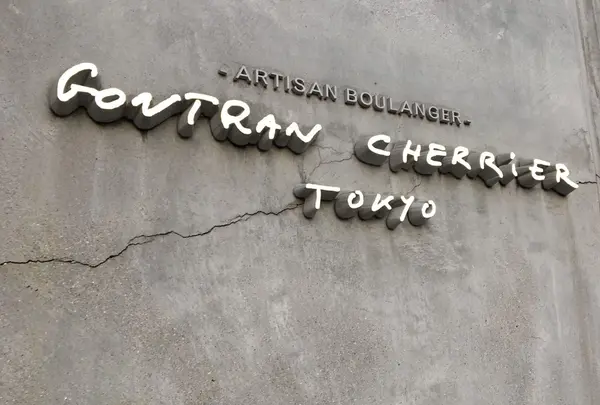 - ARTISAN BOULANGER -
GONTRAN CHERRIER
TOKYO